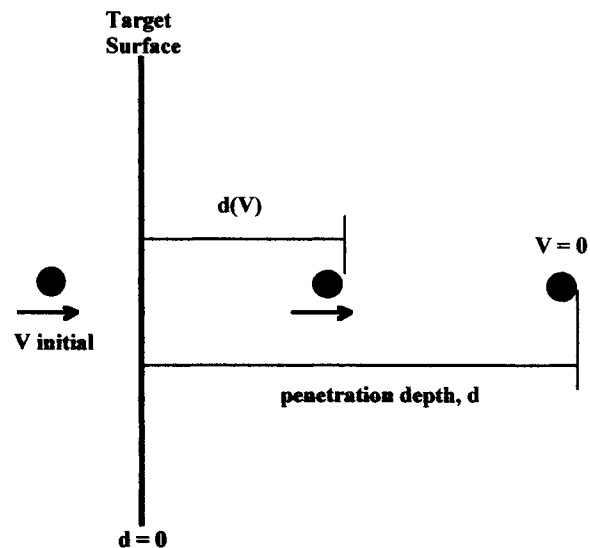 Target
Surface
d(V)
V = 0
V initial
penetration depth, d
d = 0